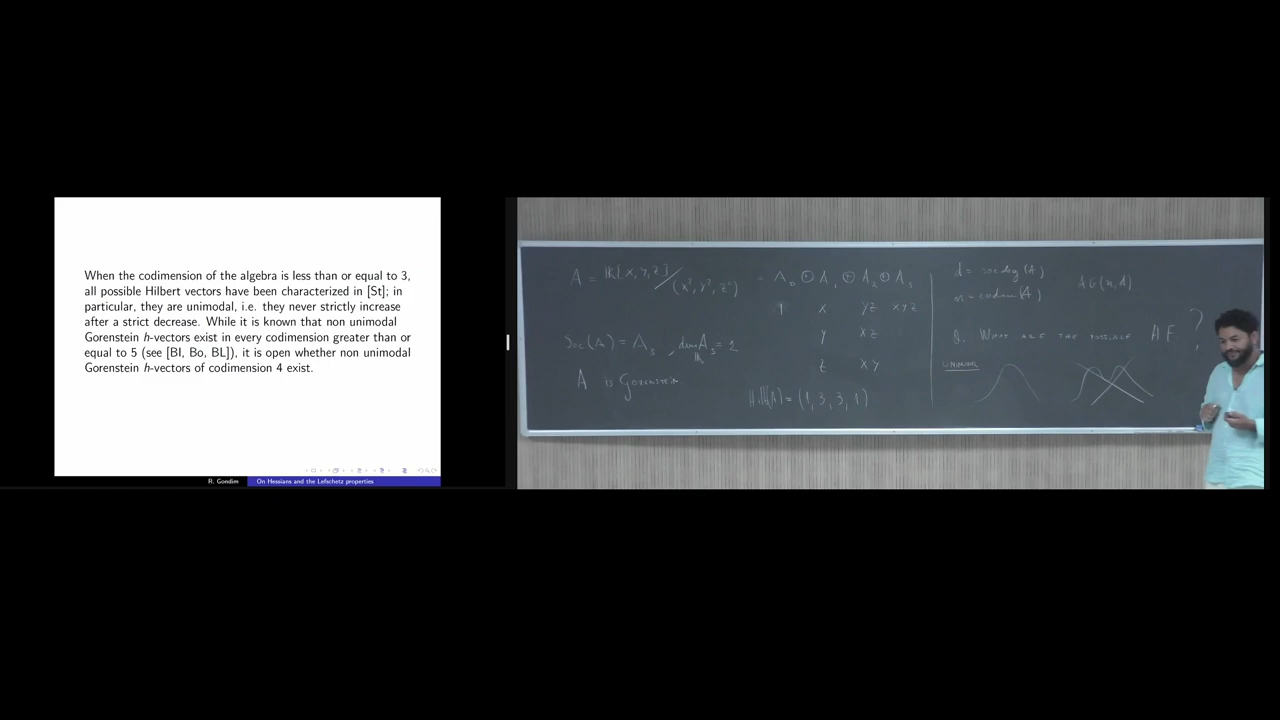 When the codimension of the algebra is less than or equal to 3,
all possible Hilbert vectors have been characterized in [St]; in
particular, they are unimodal, i.e. they never strictly increase
after a strict decrease. While it is known that non unimodal
Gorenstein h-vectors exist in every codimension greater than or
equal to 5 (see [BI, Bo, BL]), it is open whether non unimodal
Gorenstein h-vectors of codimension 4 exist.
R. Gondim On Hessians and the Lefschetz properties
A = K[X,Y,Z]/(X², Y², Z²) = A₀ ⊕ A₁ ⊕ A₂ ⊕ A₃
1 X YZ XYZ
Y XZ
Z XY
Soc(A) = A₃,
A is Gorenstein
Hilb(A) = (1, 3, 3, 1)
d = soc deg (A)
n = codim (A)
AG(n,d)
Q. WHAT ARE THE POSSIBLE H F ?
UNIMODAL